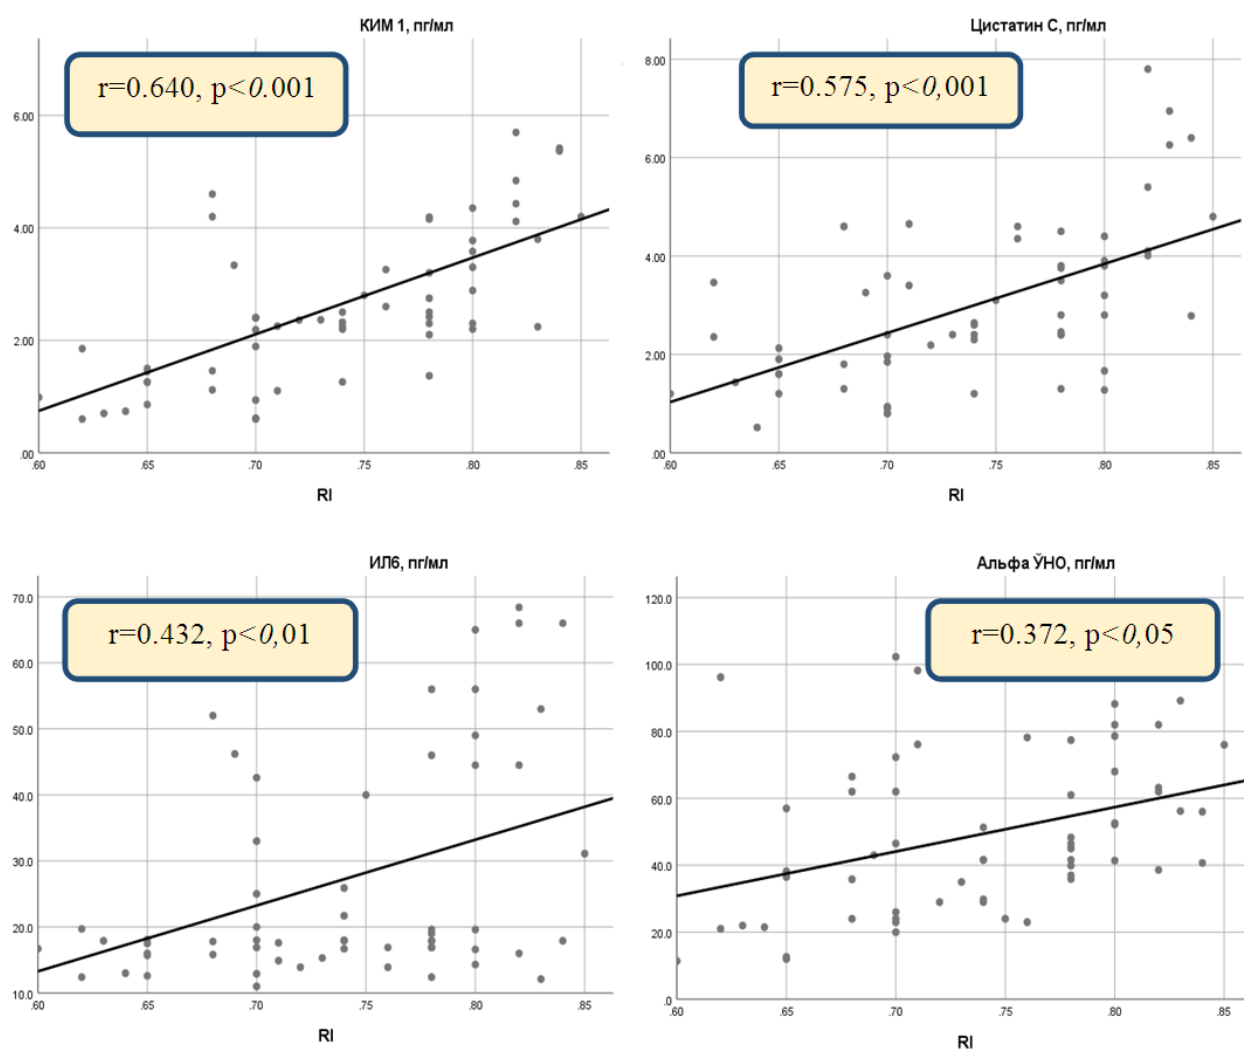 КИМ 1, пг/мл
r=0.640, p<0.001
6.00
4.00
2.00
.00
.60 .65 .70 .75 .80 .85
RI
Цистатин С, пг/мл
r=0.575, p<0,001
8.00
6.00
4.00
2.00
.00
.60 .65 .70 .75 .80 .85
RI
ИЛ6, пг/мл
r=0.432, p<0,01
70.0
60.0
50.0
40.0
30.0
20.0
10.0
.60 .65 .70 .75 .80 .85
RI
Альфа ЎНО, пг/мл
r=0.372, p<0,05
120.0
100.0
80.0
60.0
40.0
20.0
.0
.60 .65 .70 .75 .80 .85
RI